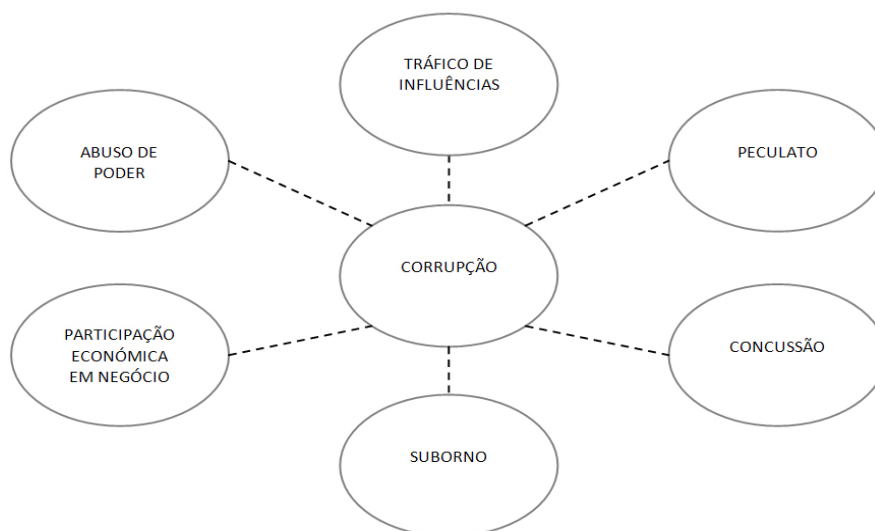 TRÁFICO DE
INFLUÊNCIAS
ABUSO DE
PODER
PECULATO
CORRUPÇÃO
PARTICIPAÇÃO
ECONÓMICA
EM NEGÓCIO
CONCUSSÃO
SUBORNO